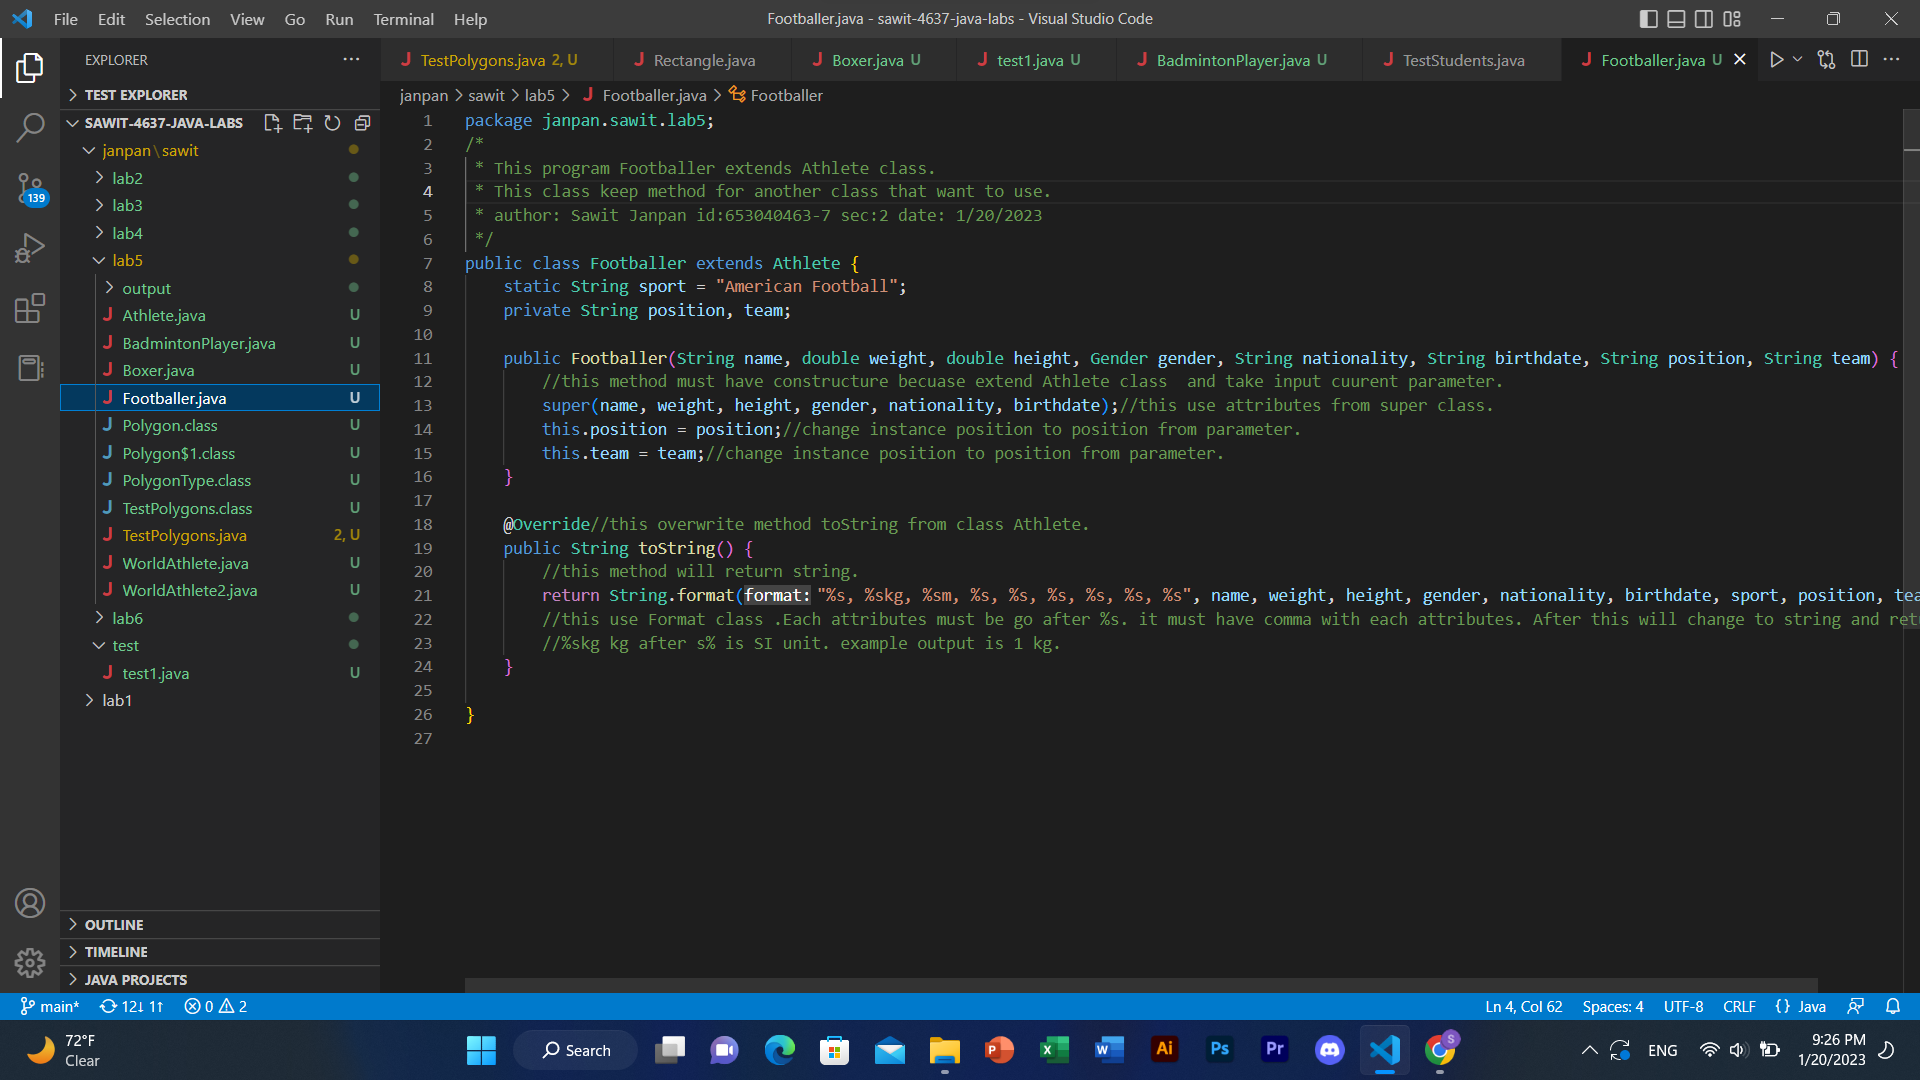 File Edit Selection View Go Run Terminal Help
Footballer.java - sawit-4637-java-labs - Visual Studio Code
EXPLORER
TestPolygons.java 2, U
Rectangle.java
Boxer.java U
test1.java U
BadmintonPlayer.java U
TestStudents.java
Footballer.java U
TEST EXPLORER
SAWIT-4637-JAVA-LABS
janpan\sawit
lab2
lab3
lab4
lab5
output
Athlete.java U
BadmintonPlayer.java U
Boxer.java U
Footballer.java U
Polygon.class U
Polygon$1.class U
PolygonType.class U
TestPolygons.class U
TestPolygons.java 2, U
WorldAthlete.java U
WorldAthlete2.java U
lab6
test
test1.java U
lab1
OUTLINE
TIMELINE
JAVA PROJECTS
139
janpan > sawit > lab5 > Footballer.java > Footballer
1 package janpan.sawit.lab5;
2 /*
3 * This program Footballer extends Athlete class.
4 * This class keep method for another class that want to use.
5 * author: Sawit Janpan id:653040463-7 sec:2 date: 1/20/2023
6 */
7 public class Footballer extends Athlete {
8 static String sport = "American Football";
9 private String position, team;
10
11 public Footballer(String name, double weight, double height, Gender gender, String nationality, String birthdate, String position, String team) {
12 //this method must have constructure becuase extend Athlete class  and take input cuurent parameter.
13 super(name, weight, height, gender, nationality, birthdate);//this use attributes from super class.
14 this.position = position;//change instance position to position from parameter.
15 this.team = team;//change instance position to position from parameter.
16 }
17
18 @Override//this overwrite method toString from class Athlete.
19 public String toString() {
20 //this method will return string.
21 return String.format(format: "%s, %skg, %sm, %s, %s, %s, %s, %s, %s", name, weight, height, gender, nationality, birthdate, sport, position, tea
22 //this use Format class .Each attributes must be go after %s. it must have comma with each attributes. After this will change to string and ret
23 //%skg kg after s% is SI unit. example output is 1 kg.
24 }
25
26 }
27
main* 12↓ 1↑ 0 2
Ln 4, Col 62 Spaces: 4 UTF-8 CRLF {} Java
72°F
Clear
Search
P X W Ai Ps Pr S
ENG
9:26 PM
1/20/2023